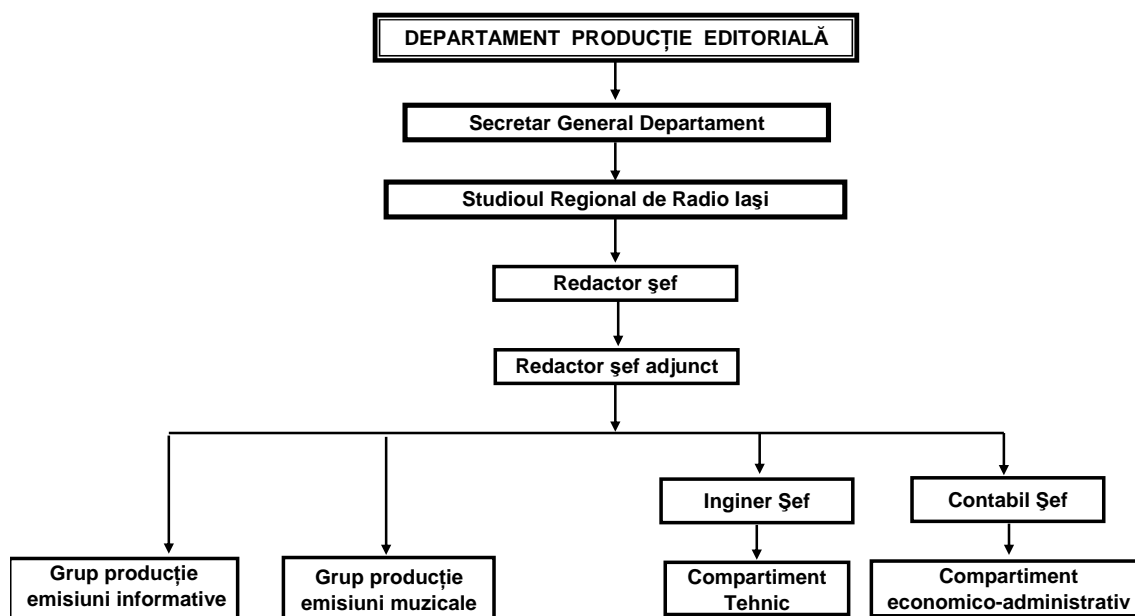 DEPARTAMENT PRODUCȚIE EDITORIALĂ
Secretar General Departament
Studioul Regional de Radio Iaşi
Redactor şef
Redactor şef adjunct
Inginer Şef
Contabil Şef
Grup producție
emisiuni informative
Grup producție
emisiuni muzicale
Compartiment
Tehnic
Compartiment
economico-administrativ